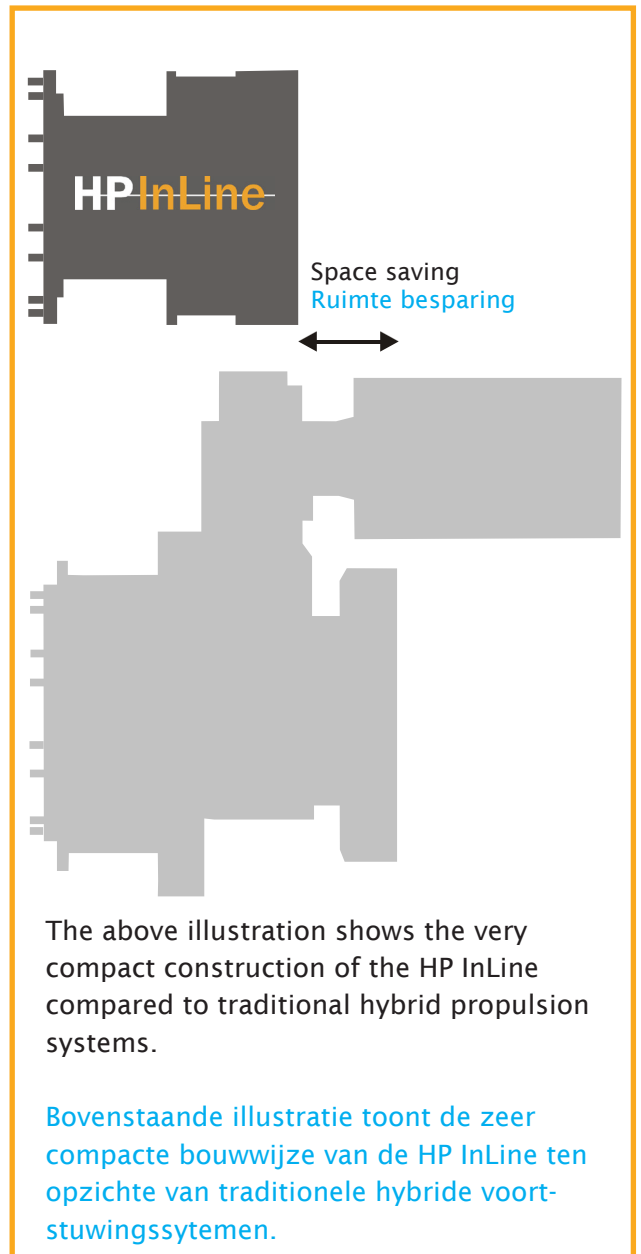 HP InLine
Space saving
Ruimte besparing
The above illustration shows the very
compact construction of the HP InLine
compared to traditional hybrid propulsion
systems.
Bovenstaande illustratie toont de zeer
compacte bouwwijze van de HP InLine ten
opzichte van traditionele hybride voort-
stuwingssytemen.